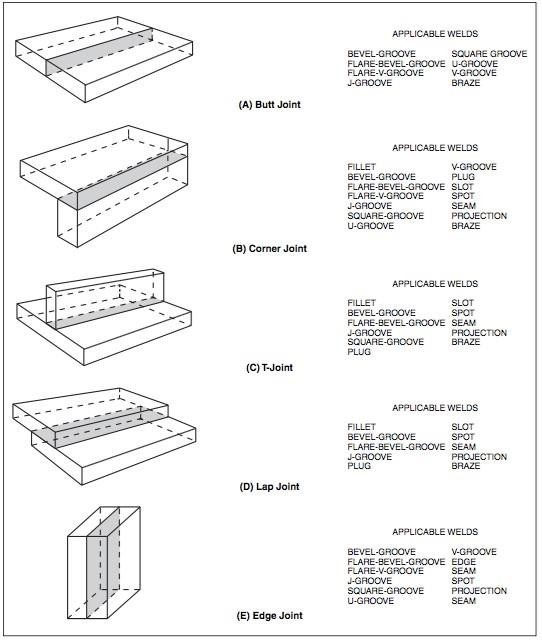 APPLICABLE WELDS
BEVEL-GROOVE SQUARE GROOVE
FLARE-BEVEL-GROOVE U-GROOVE
FLARE-V-GROOVE V-GROOVE
J-GROOVE BRAZE
(A) Butt Joint
APPLICABLE WELDS
FILLET V-GROOVE
BEVEL-GROOVE PLUG
FLARE-BEVEL-GROOVE SLOT
FLARE-V-GROOVE SPOT
J-GROOVE SEAM
SQUARE-GROOVE PROJECTION
U-GROOVE BRAZE
(B) Corner Joint
APPLICABLE WELDS
FILLET SLOT
BEVEL-GROOVE SPOT
FLARE-BEVEL-GROOVE SEAM
J-GROOVE PROJECTION
SQUARE-GROOVE BRAZE
PLUG
(C) T-Joint
APPLICABLE WELDS
FILLET SLOT
BEVEL-GROOVE SPOT
FLARE-BEVEL-GROOVE SEAM
J-GROOVE PROJECTION
PLUG BRAZE
(D) Lap Joint
APPLICABLE WELDS
BEVEL-GROOVE V-GROOVE
FLARE-BEVEL-GROOVE EDGE
FLARE-V-GROOVE SEAM
J-GROOVE SPOT
SQUARE-GROOVE PROJECTION
U-GROOVE SEAM
(E) Edge Joint